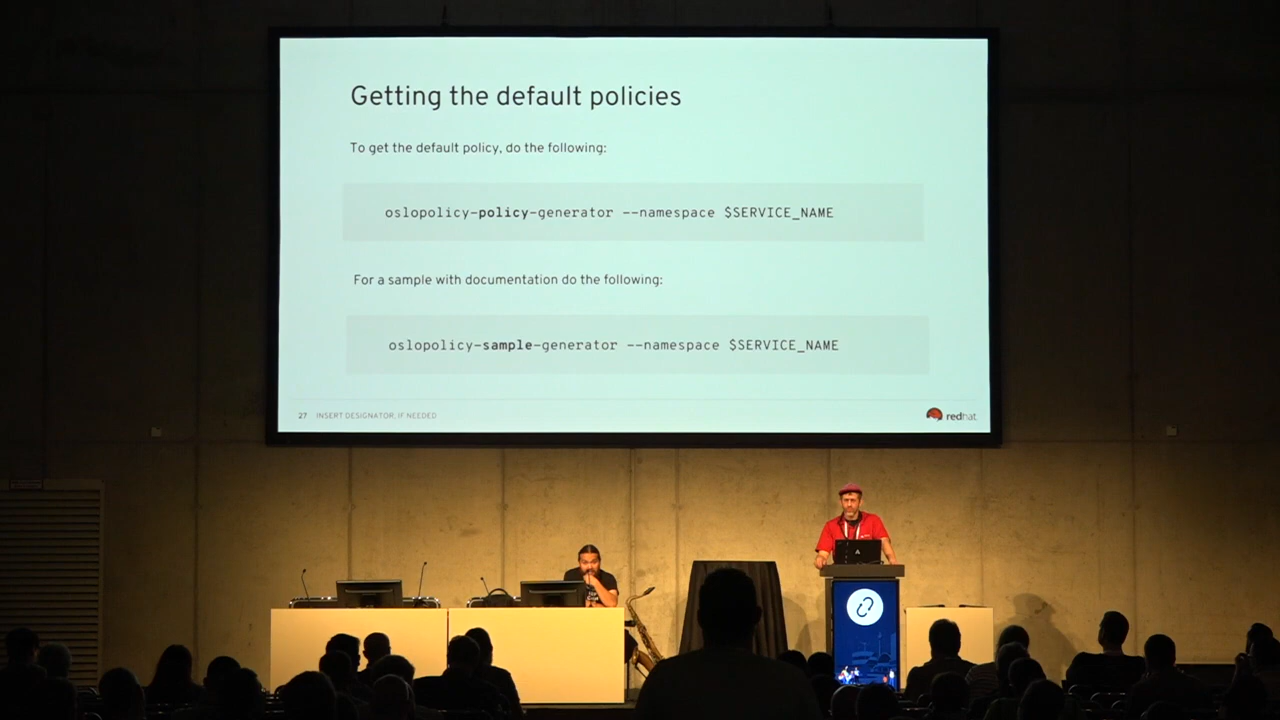 Getting the default policies
To get the default policy, do the following:
oslopolicy-policy-generator --namespace $SERVICE_NAME
For a sample with documentation do the following:
oslopolicy-sample-generator --namespace $SERVICE_NAME
27 INSERT DESIGNATOR, IF NEEDED
redhat